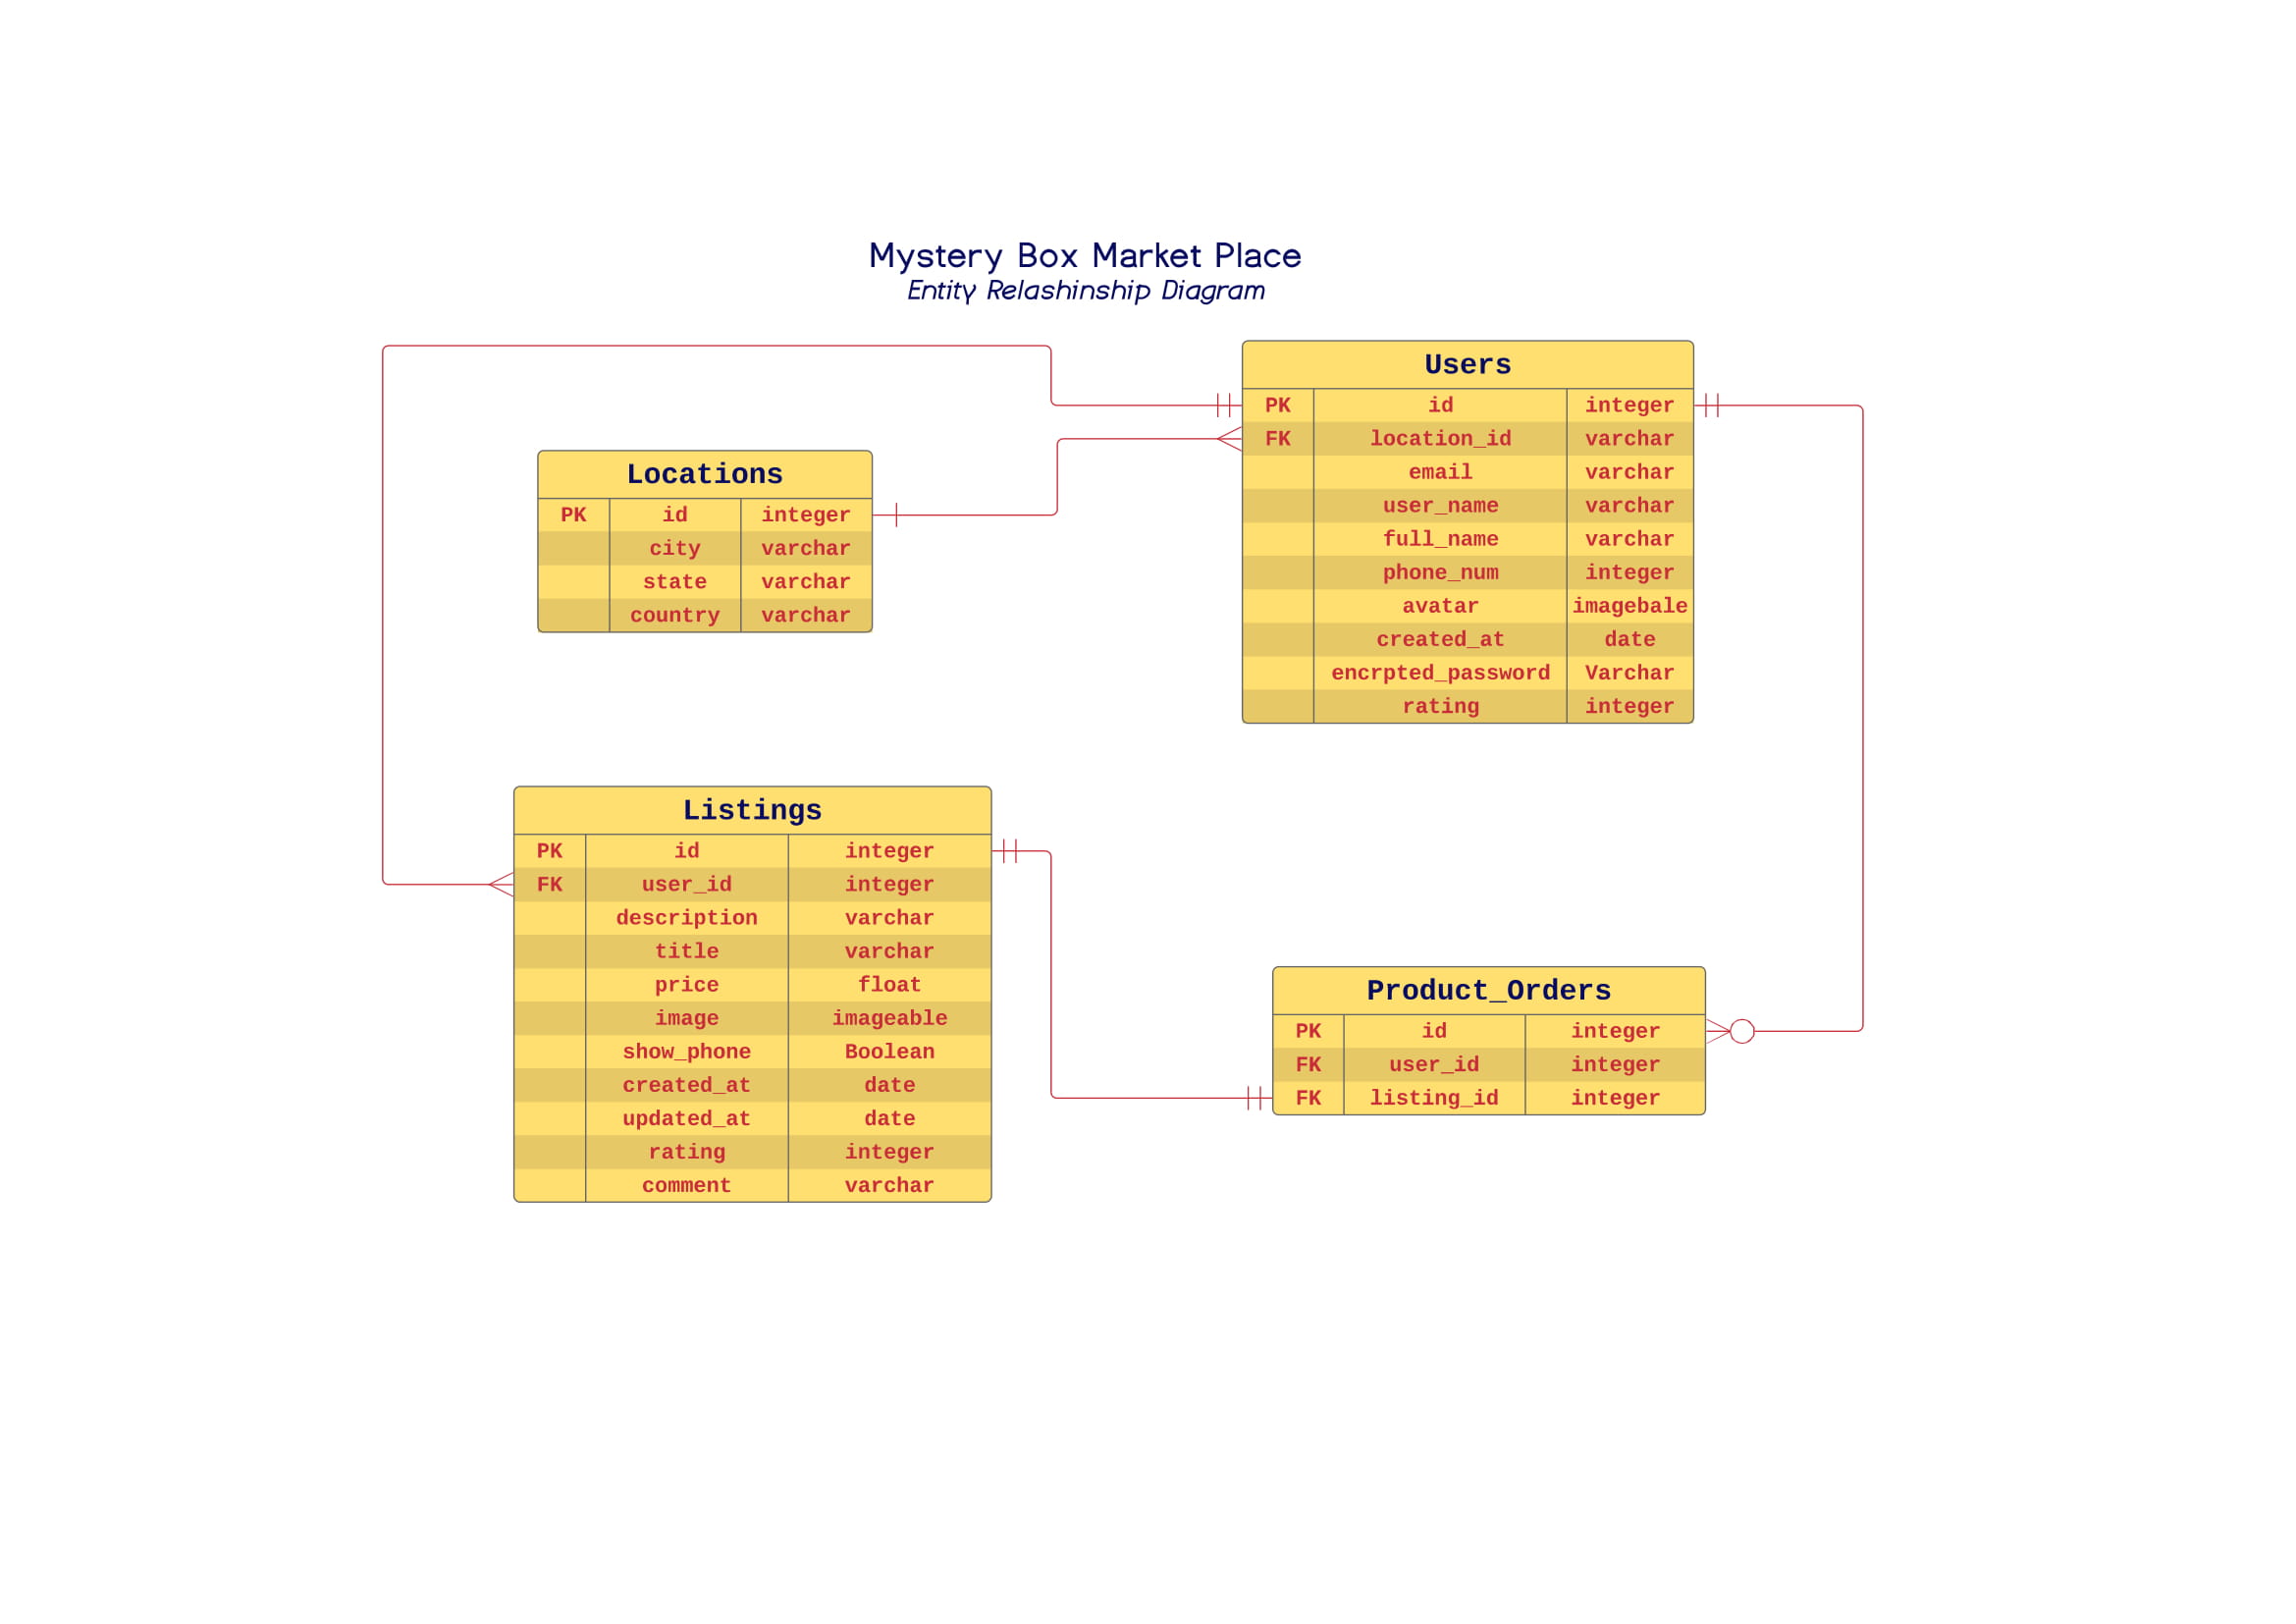 Mystery Box Market Place
Entity Relashinship Diagram
Users
PK id integer
FK location_id varchar
email varchar
user_name varchar
full_name varchar
phone_num integer
avatar imagebale
created_at date
encrpted_password Varchar
rating integer
Locations
PK id integer
city varchar
state varchar
country varchar
Listings
PK id integer
FK user_id integer
description varchar
title varchar
price float
image imageable
show_phone Boolean
created_at date
updated_at date
rating integer
comment varchar
Product_Orders
PK id integer
FK user_id integer
FK listing_id integer